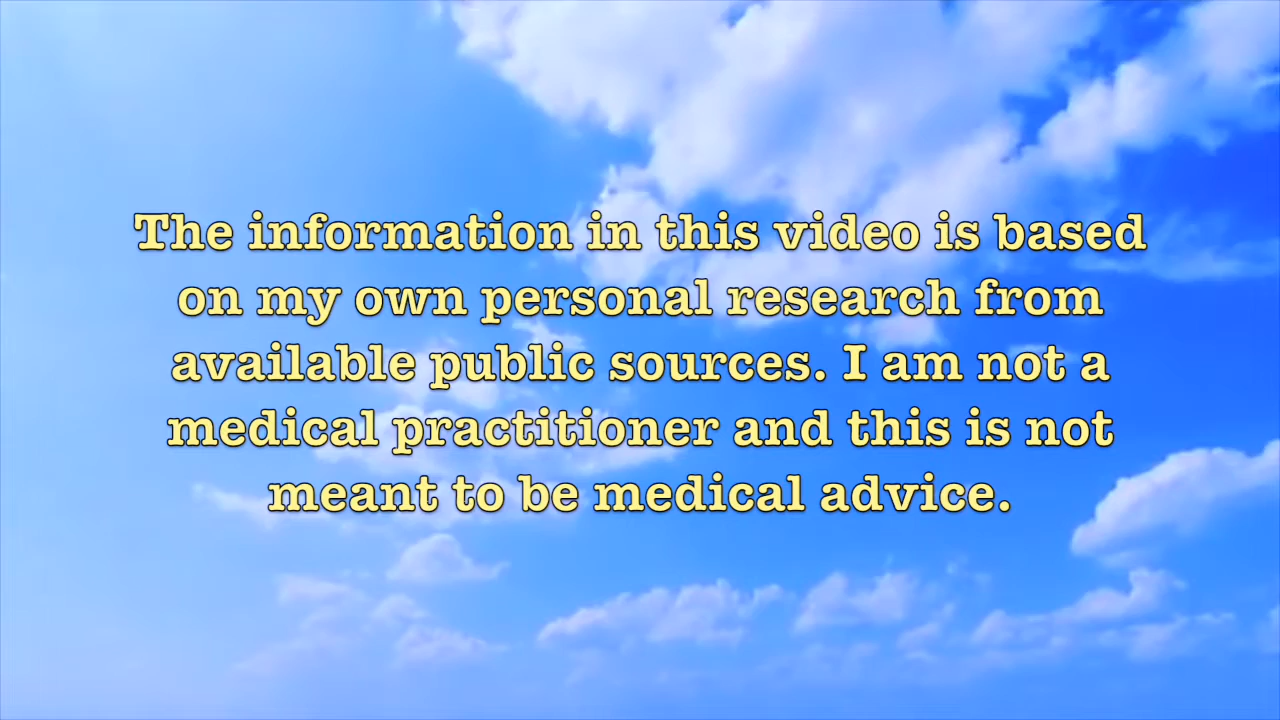 The information in this video is based
on my own personal research from
available public sources. I am not a
medical practitioner and this is not
meant to be medical advice.